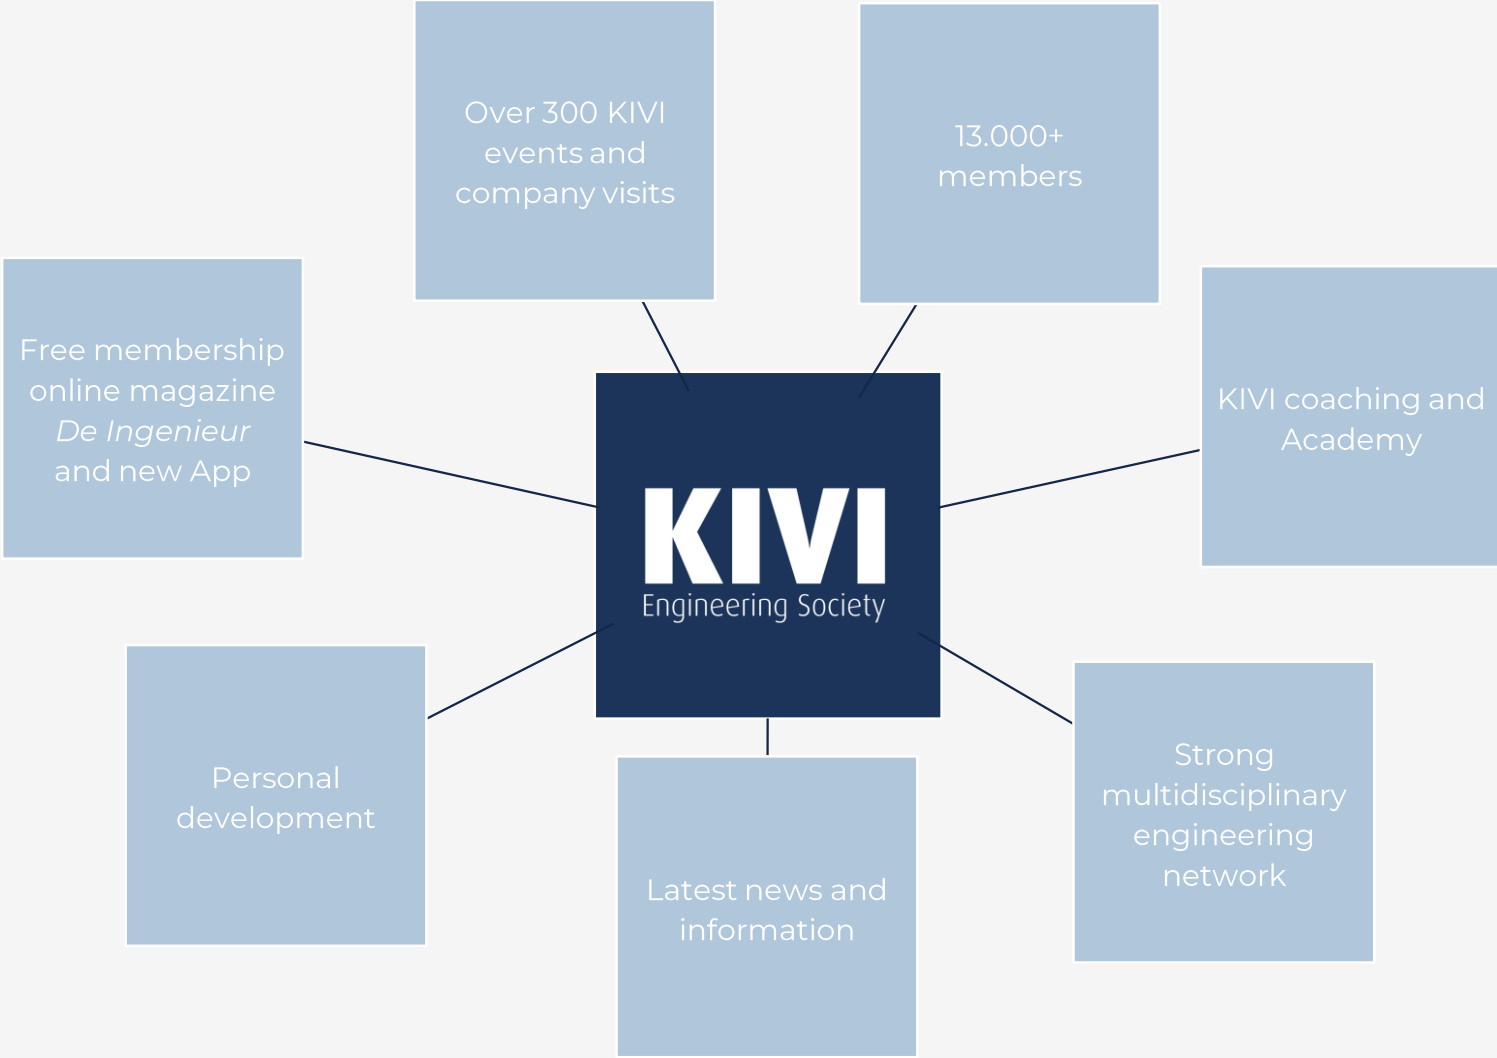 Over 300 KIVI
events and
company visits
13.000+
members
Free membership
online magazine
De Ingenieur
and new App
KIVI coaching and
Academy
KIVI
Engineering Society
Personal
development
Strong
multidisciplinary
engineering
network
Latest news and
information